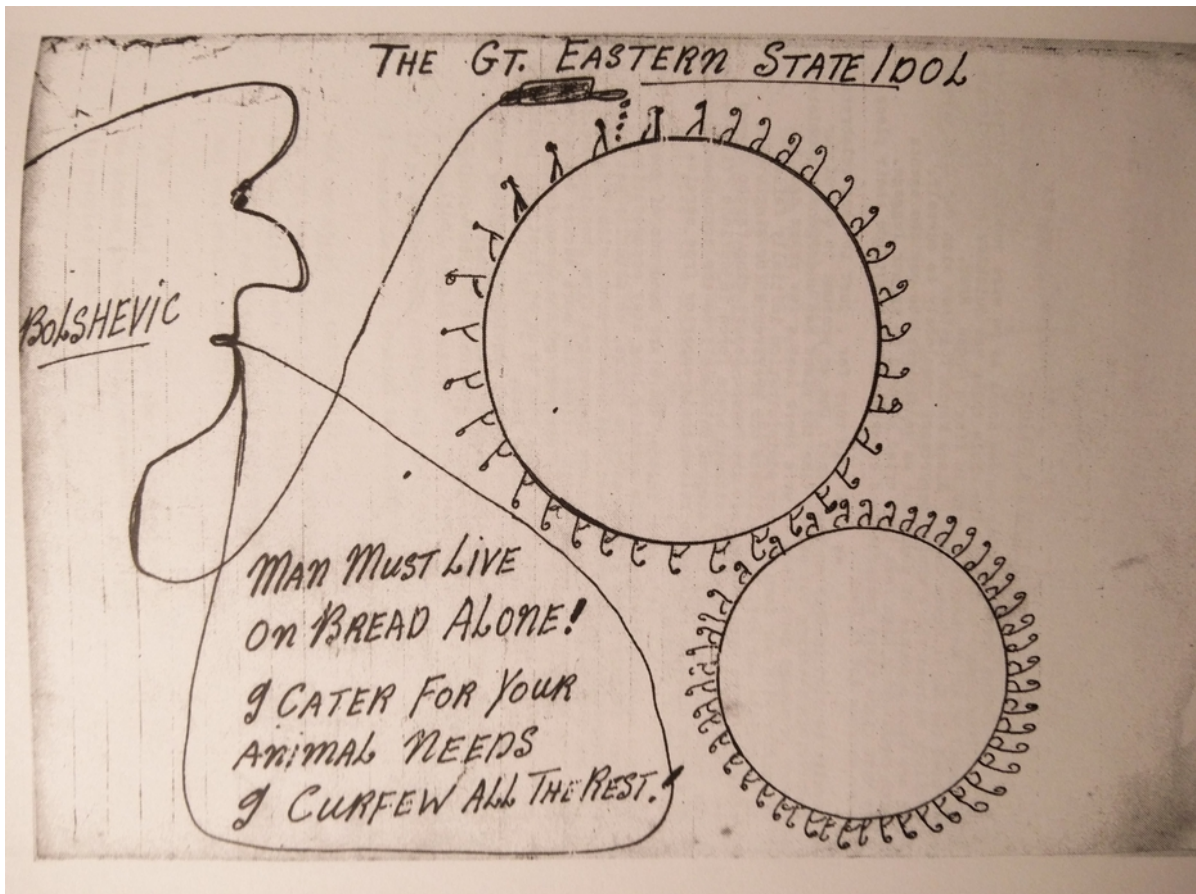 THE GT. EASTERN STATE IDOL
BOLSHEVIC
MAN MUST LIVE
ON BREAD ALONE!
I CATER FOR YOUR
ANIMAL NEEDS
I CURFEW ALL THE REST!